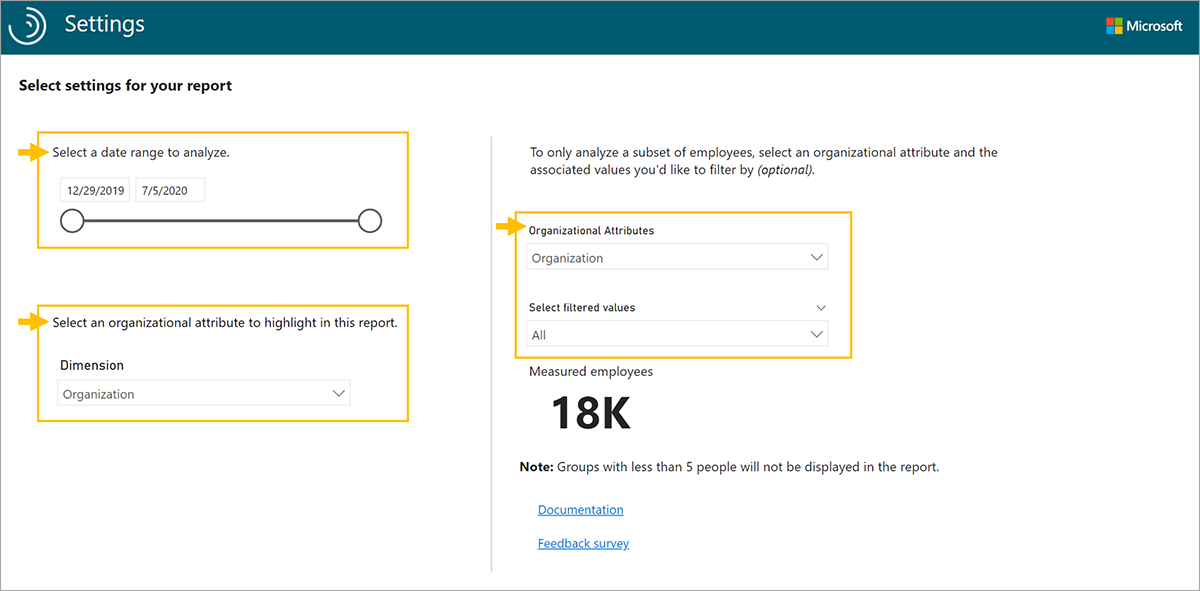 Settings
Microsoft
Select settings for your report
Select a date range to analyze.
12/29/2019 7/5/2020
Select an organizational attribute to highlight in this report.
Dimension
Organization
To only analyze a subset of employees, select an organizational attribute and the
associated values you'd like to filter by (optional).
Organizational Attributes
Organization
Select filtered values
All
Measured employees
18K
Note: Groups with less than 5 people will not be displayed in the report.
Documentation
Feedback survey